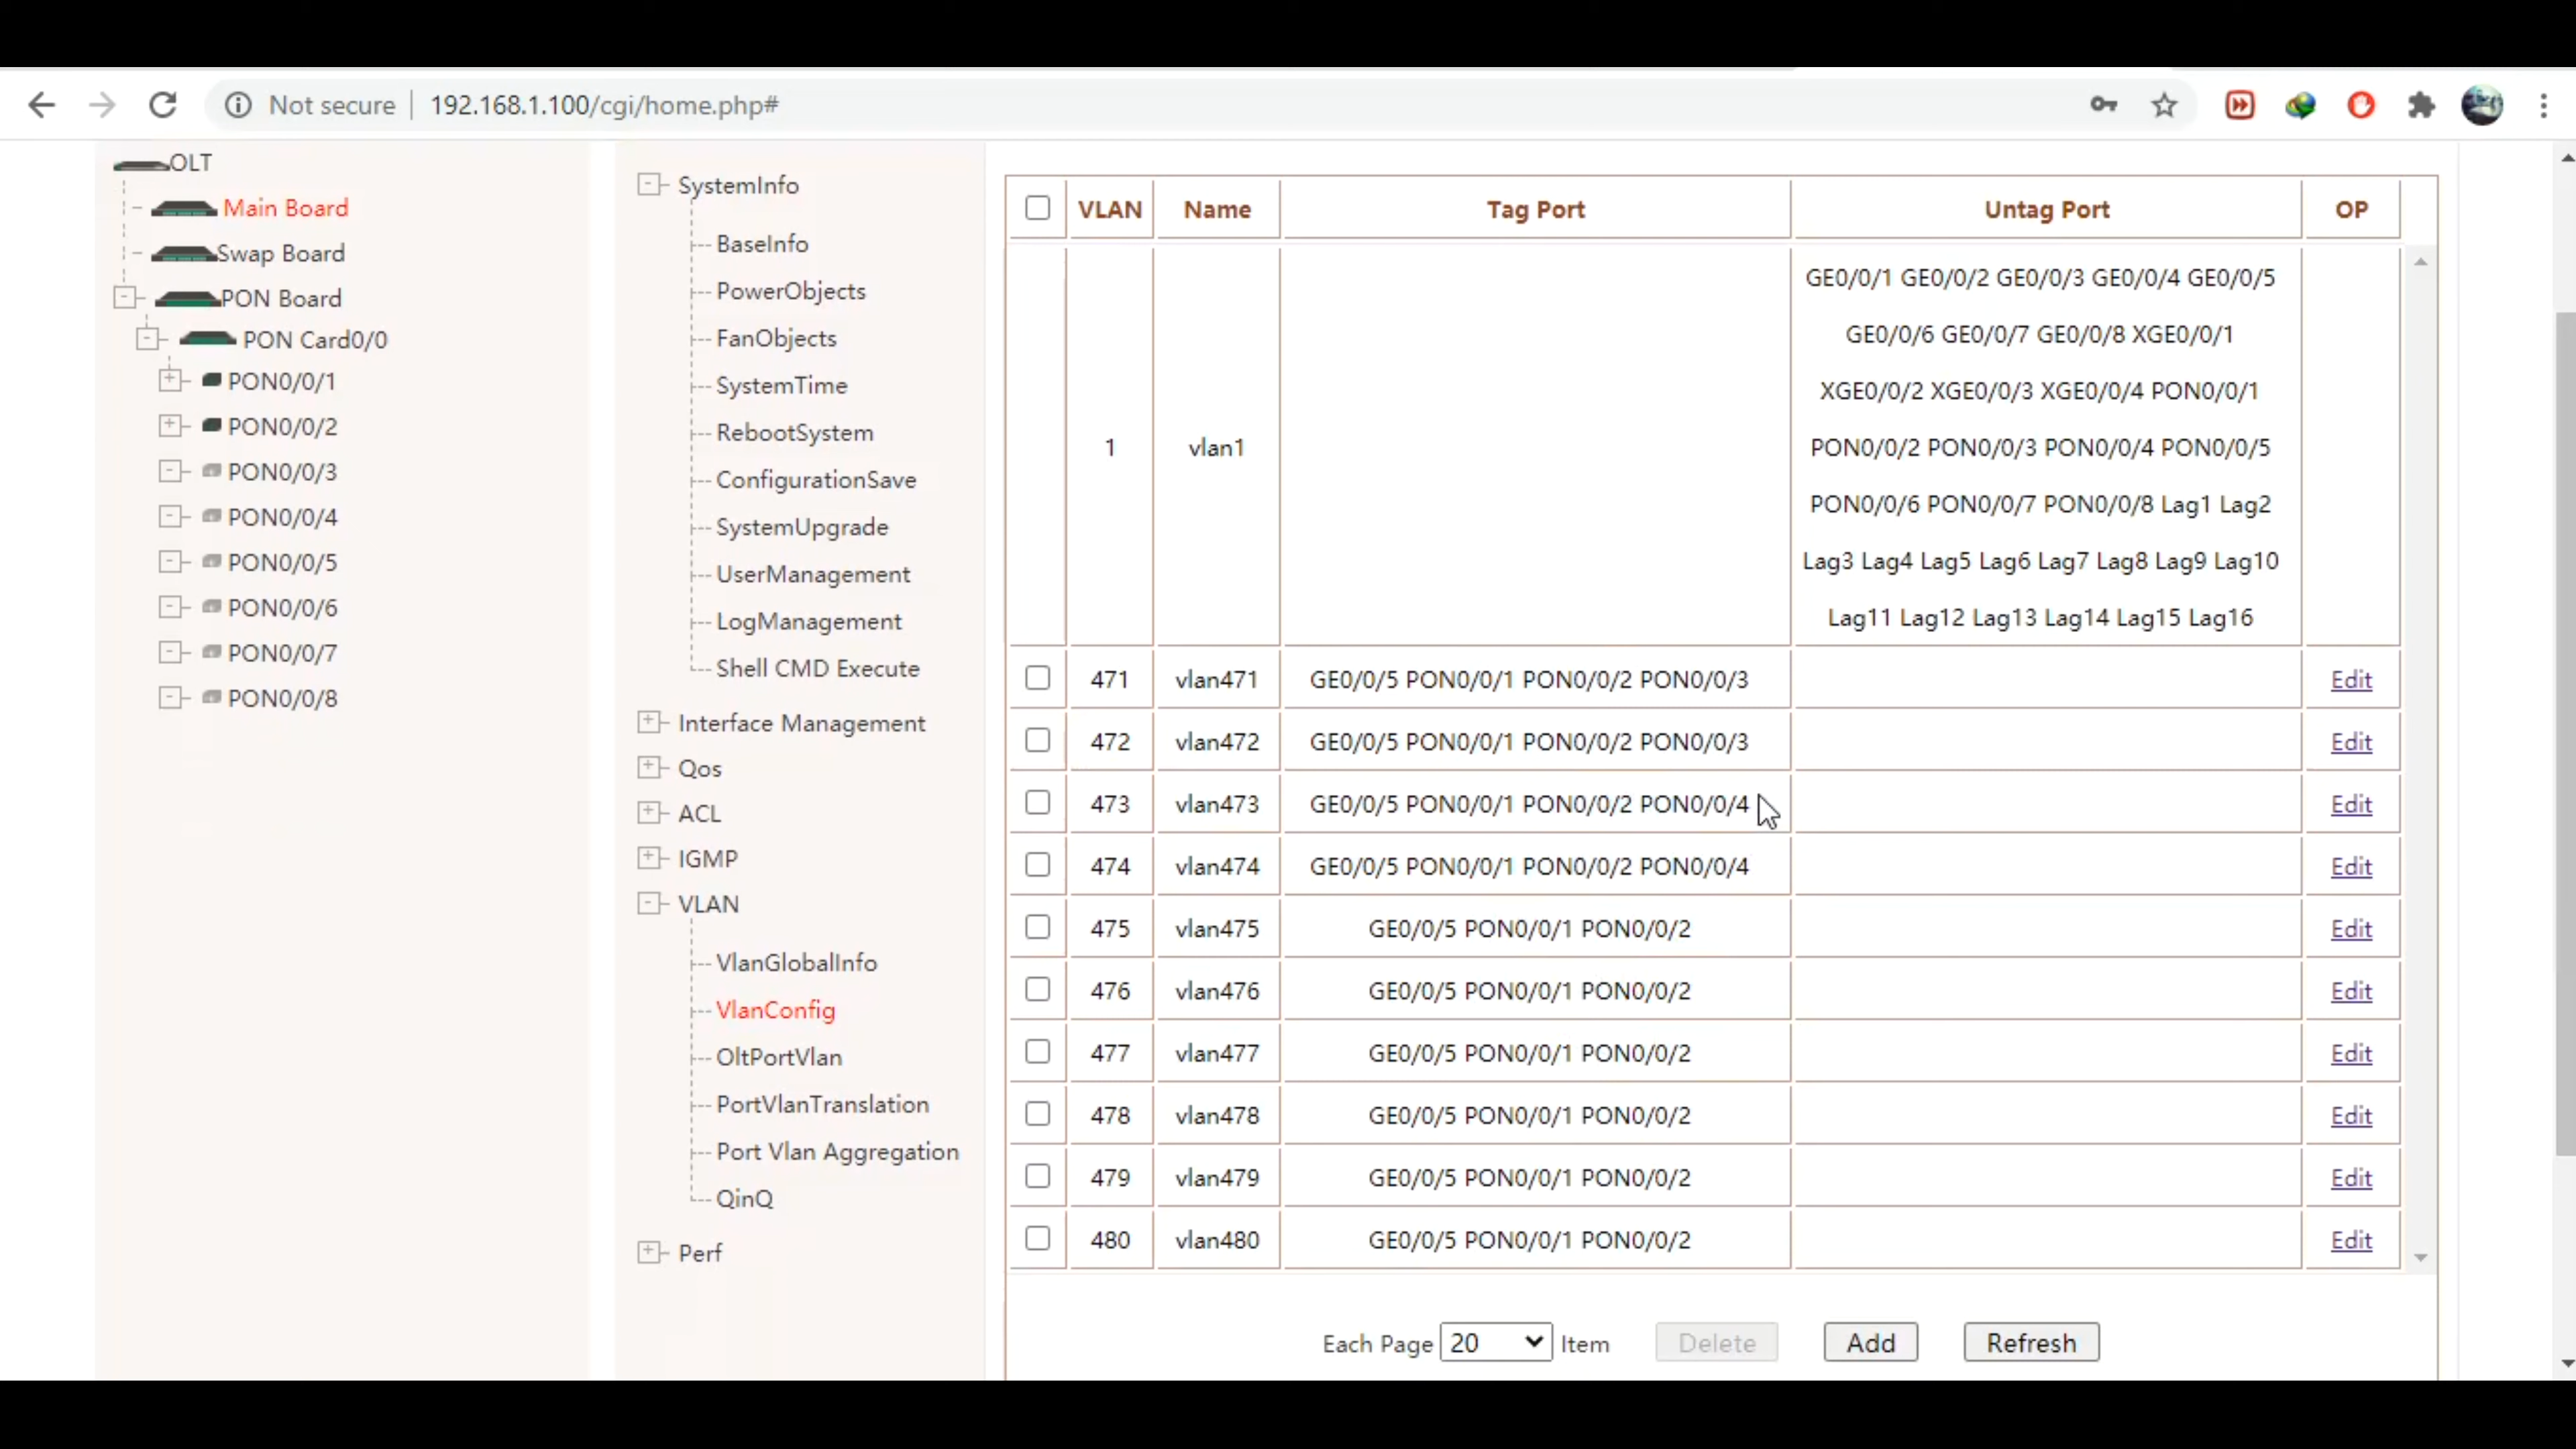 Not secure
192.168.1.100/cgi/home.php#
OLT
Main Board
Swap Board
PON Board
PON Card0/0
PON0/0/1
PON0/0/2
PON0/0/3
PON0/0/4
PON0/0/5
PON0/0/6
PON0/0/7
PON0/0/8
SystemInfo
BaseInfo
PowerObjects
FanObjects
SystemTime
RebootSystem
ConfigurationSave
SystemUpgrade
UserManagement
LogManagement
Shell CMD Execute
Interface Management
Qos
ACL
IGMP
VLAN
VlanGlobalInfo
VlanConfig
OltPortVlan
PortVlanTranslation
Port Vlan Aggregation
QinQ
Perf
VLAN Name Tag Port Untag Port OP
1 vlan1
GE0/0/1 GE0/0/2 GE0/0/3 GE0/0/4 GE0/0/5
GE0/0/6 GE0/0/7 GE0/0/8 XGE0/0/1
XGE0/0/2 XGE0/0/3 XGE0/0/4 PON0/0/1
PON0/0/2 PON0/0/3 PON0/0/4 PON0/0/5
PON0/0/6 PON0/0/7 PON0/0/8 Lag1 Lag2
Lag3 Lag4 Lag5 Lag6 Lag7 Lag8 Lag9 Lag10
Lag11 Lag12 Lag13 Lag14 Lag15 Lag16
471 vlan471 GE0/0/5 PON0/0/1 PON0/0/2 PON0/0/3 Edit
472 vlan472 GE0/0/5 PON0/0/1 PON0/0/2 PON0/0/3 Edit
473 vlan473 GE0/0/5 PON0/0/1 PON0/0/2 PON0/0/4 Edit
474 vlan474 GE0/0/5 PON0/0/1 PON0/0/2 PON0/0/4 Edit
475 vlan475 GE0/0/5 PON0/0/1 PON0/0/2 Edit
476 vlan476 GE0/0/5 PON0/0/1 PON0/0/2 Edit
477 vlan477 GE0/0/5 PON0/0/1 PON0/0/2 Edit
478 vlan478 GE0/0/5 PON0/0/1 PON0/0/2 Edit
479 vlan479 GE0/0/5 PON0/0/1 PON0/0/2 Edit
480 vlan480 GE0/0/5 PON0/0/1 PON0/0/2 Edit
Each Page 20 Item Delete Add Refresh